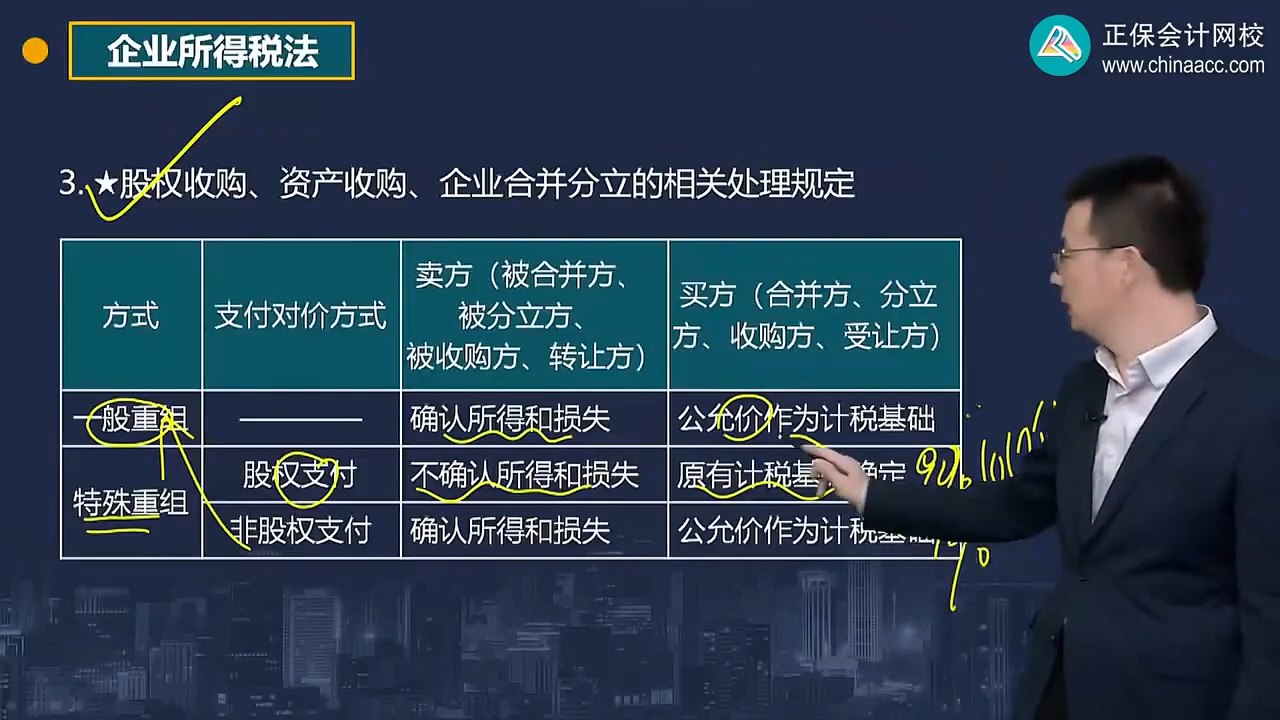 企业所得税法
正保会计网校
www.chinaacc.com
3. ★股权收购、资产收购、企业合并分立的相关处理规定
方式
支付对价方式
卖方（被合并方、
被分立方、
被收购方、转让方）
买方（合并方、分立
方、收购方、受让方）
一般重组
————
确认所得和损失
公允价作为计税基础
特殊重组
股权支付
不确认所得和损失
原有计税基 确定
非股权支付
确认所得和损失
公允价作为计税基础